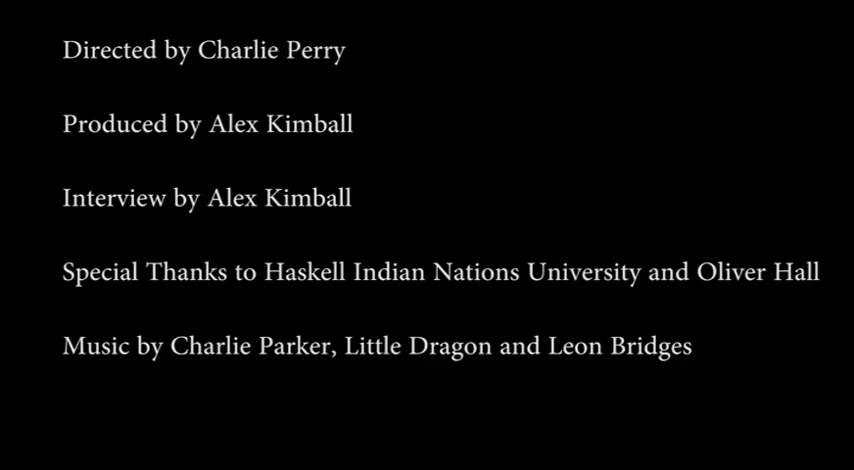 Directed by Charlie Perry
Produced by Alex Kimball
Interview by Alex Kimball
Special Thanks to Haskell Indian Nations University and Oliver Hall
Music by Charlie Parker, Little Dragon and Leon Bridges